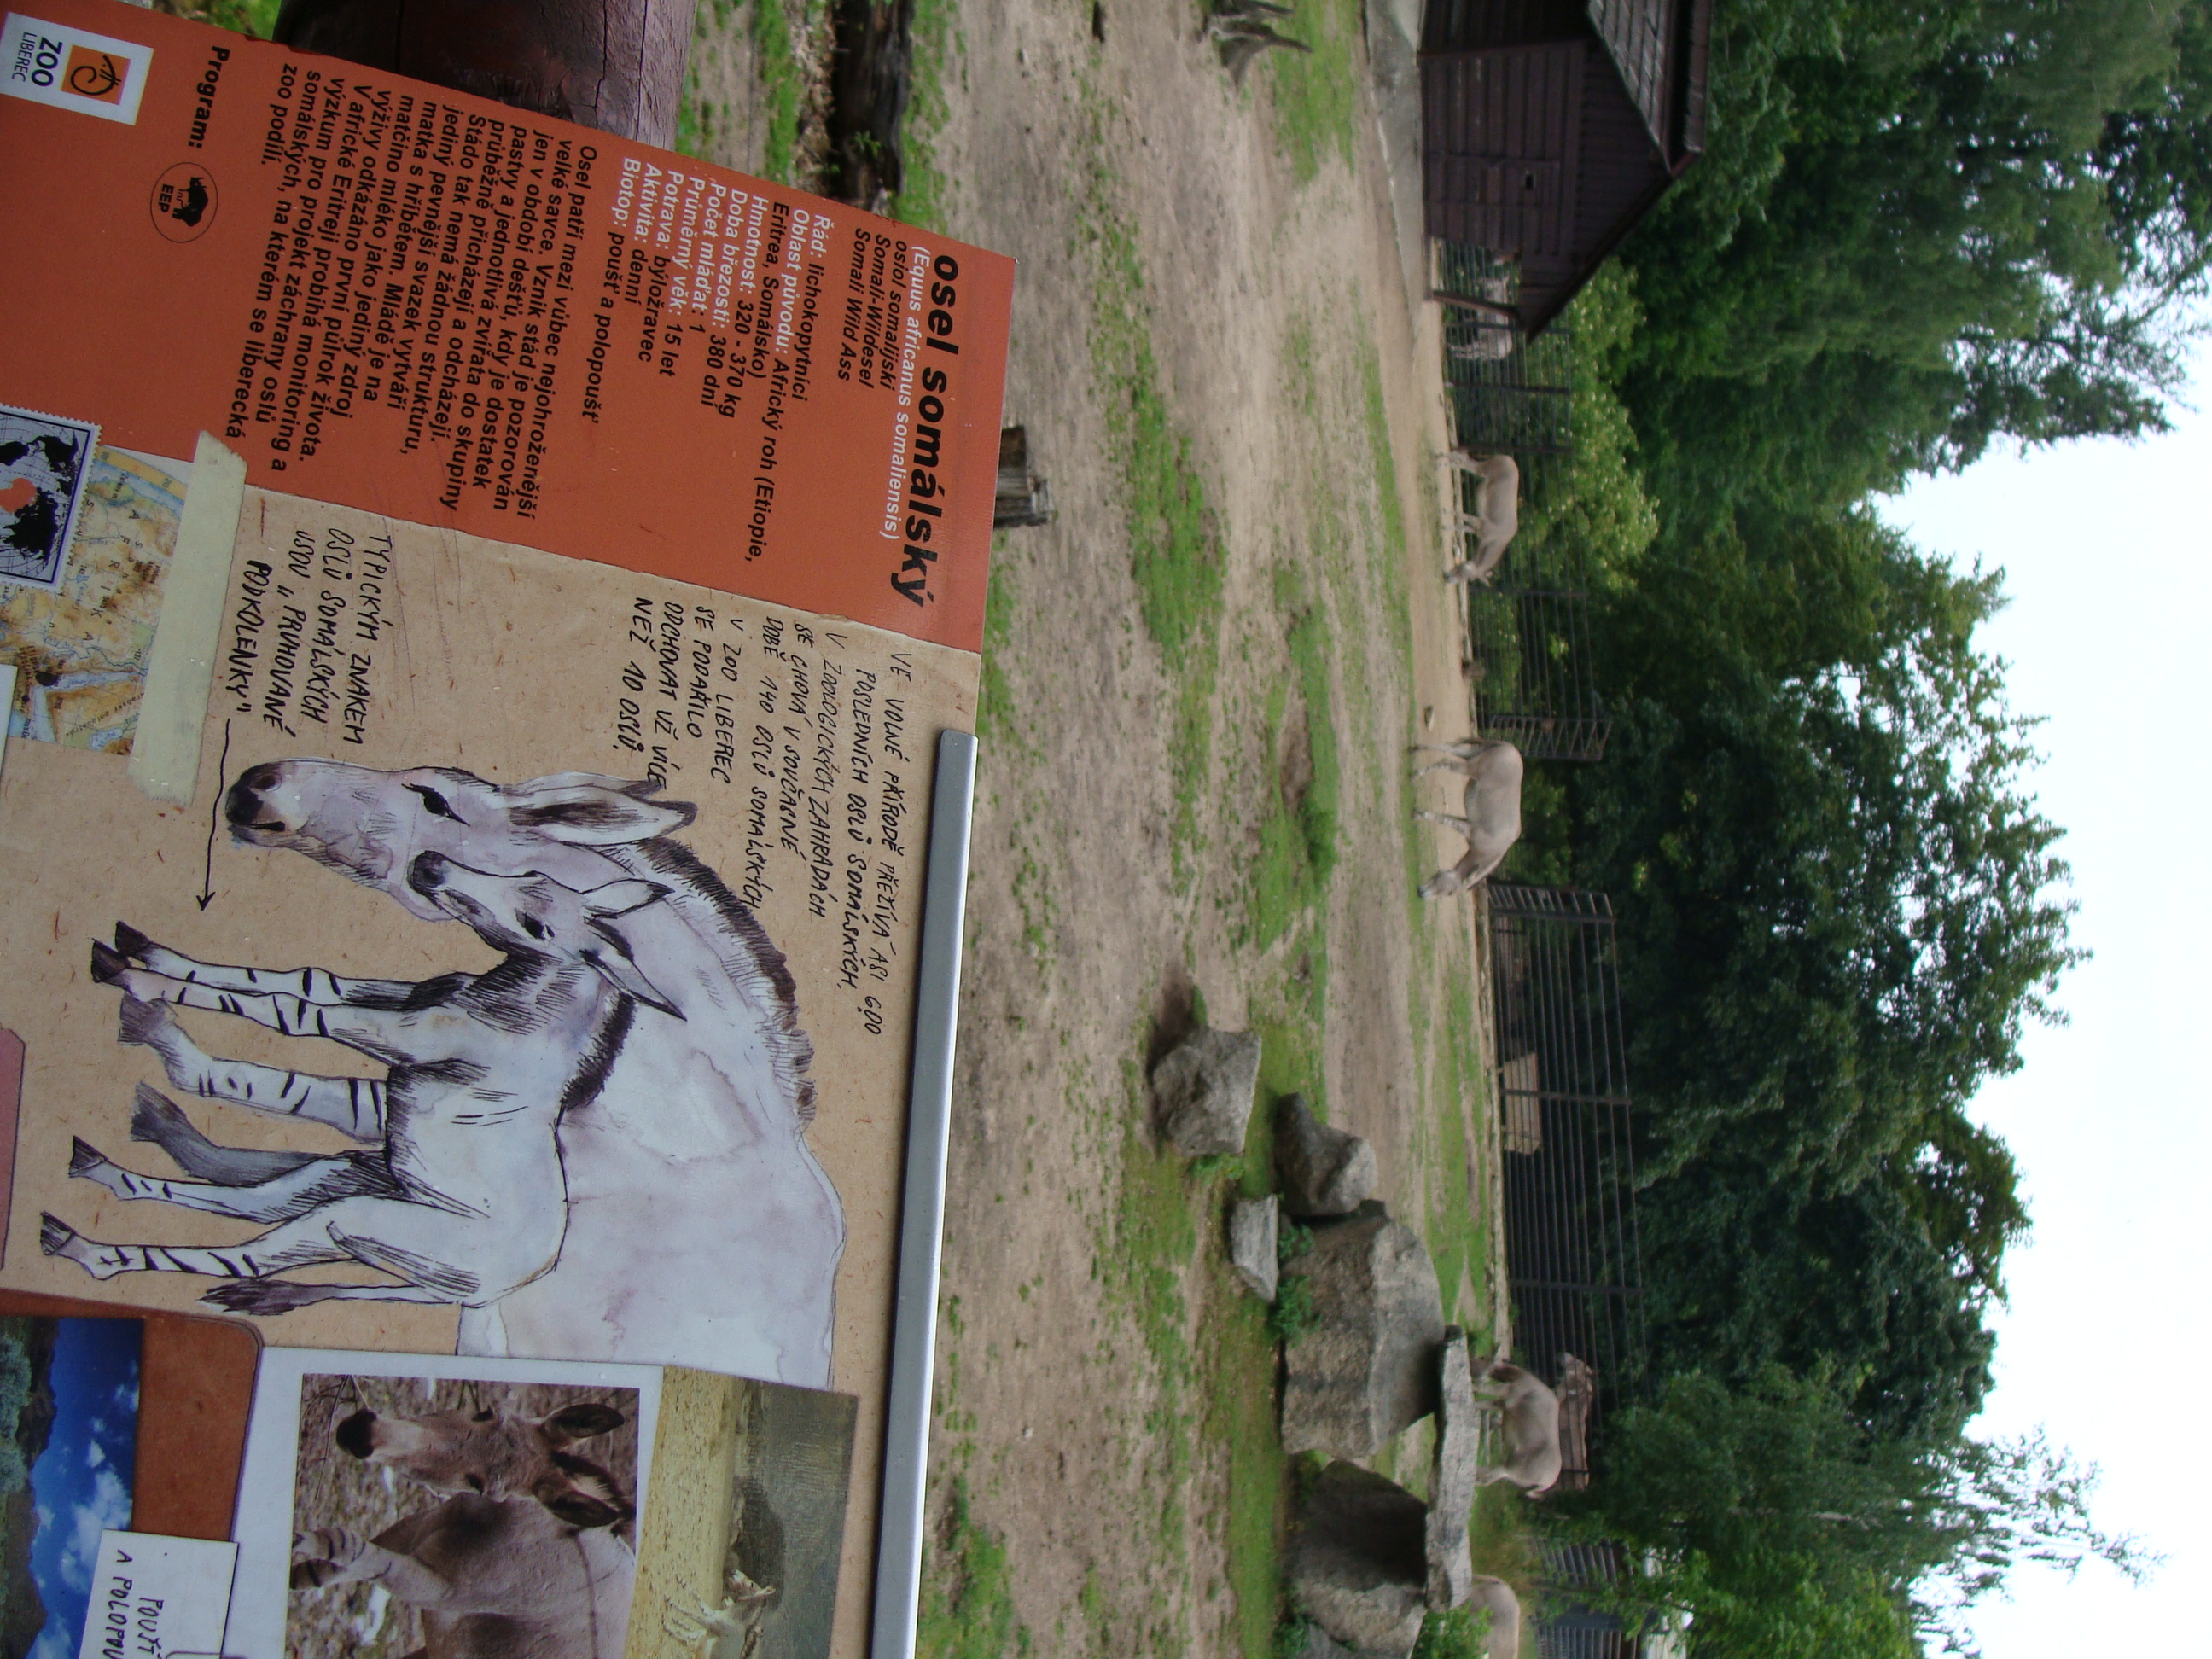 osel somálský
(Equus africanus somaliensis)
osiol somalijski
Somali-Wildesel
Somali Wild Ass
Řád: lichokopytníci
Oblast původu: Africký roh (Etiopie,
Eritrea, Somálsko)
Hmotnost: 320 - 370 kg
Doba březosti: 380 dní
Počet mláďat: 1
Průměrný věk: 15 let
Potrava: býložravec
Aktivita: denní
Biotop: poušť a polopoušť
Osel patří mezi vůbec nejohroženější
velké savce. Vznik stád je pozorován
jen v období dešťů, kdy je dostatek
pastvy a jednotlivá zvířata do skupiny
průběžně přicházejí a odcházejí.
Stádo tak nemá žádnou strukturu,
jediný pevnější svazek vytváří
matka s hříbětem. Mládě je na
matčino mléko jako jediný zdroj
výživy odkázáno první půlrok života.
V africké Eritreji probíhá monitoring a
výzkum pro projekt záchrany oslů
somálských, na kterém se liberecká
zoo podílí.
Program:
EEP
ZOO
LIBEREC
VE VOLNÉ PŘÍRODĚ PŘEŽÍVÁ ASI 600
POSLEDNÍCH OSLŮ SOMÁLSKÝCH.
V ZOOLOGICKÝCH ZAHRADÁCH
SE CHOVÁ V SOUČASNÉ
DOBĚ 140 OSLŮ SOMÁLSKÝCH.
V ZOO LIBEREC
SE PODAŘILO
ODCHOVAT UŽ VÍCE
NEŽ 10 OSLŮ.
TYPICKÝM ZNAKEM
OSLŮ SOMÁLSKÝCH
JSOU „PRUHOVANÉ
PODKOLENKY"
AFRIKA
POUŠŤ
A POLOPOU